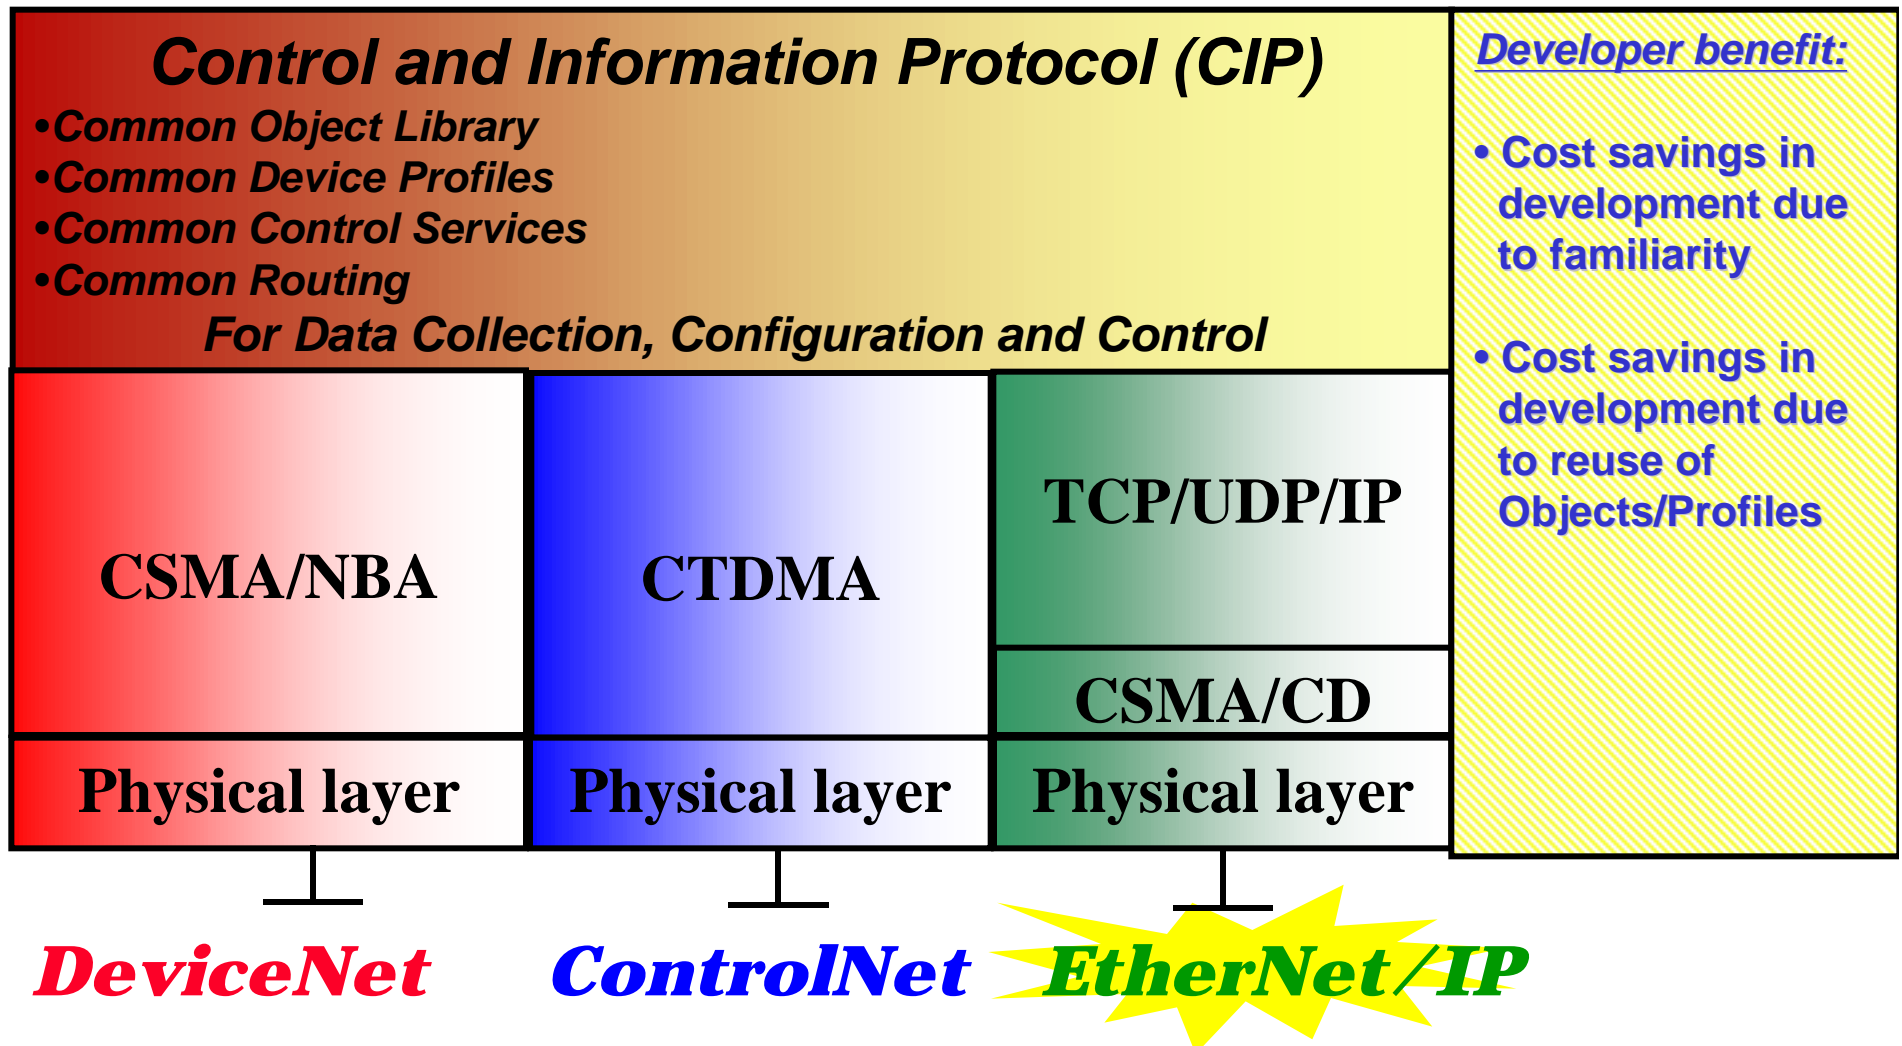 Control and Information Protocol (CIP)
•Common Object Library
•Common Device Profiles
•Common Control Services
•Common Routing
For Data Collection, Configuration and Control
Developer benefit:
• Cost savings in
development due
to familiarity
• Cost savings in
development due
to reuse of
Objects/Profiles
CSMA/NBA
CTDMA
TCP/UDP/IP
CSMA/CD
Physical layer
Physical layer
Physical layer
DeviceNet
ControlNet
EtherNet/IP